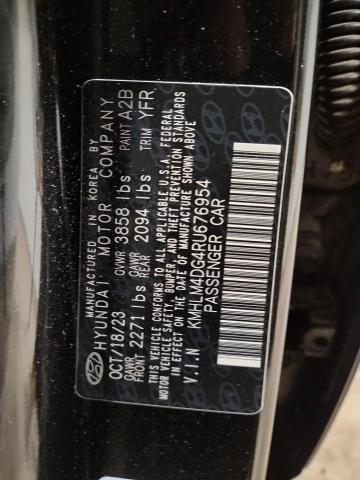 MANUFACTURED IN KOREA BY
HYUNDAI MOTOR COMPANY
OCT/18/23 GVWR 3858 lbs PAINT A2B
GAWR FRONT 2271 lbs GAWR REAR 2094 lbs TRIM YFR
THIS VEHICLE CONFORMS TO ALL APPLICABLE U.S.A. FEDERAL
MOTOR VEHICLE SAFETY, BUMPER, AND THEFT PREVENTION STANDARDS
IN EFFECT ON THE DATE OF MANUFACTURE SHOWN ABOVE.
V.I.N KMHLM4DG4RU676954
PASSENGER CAR